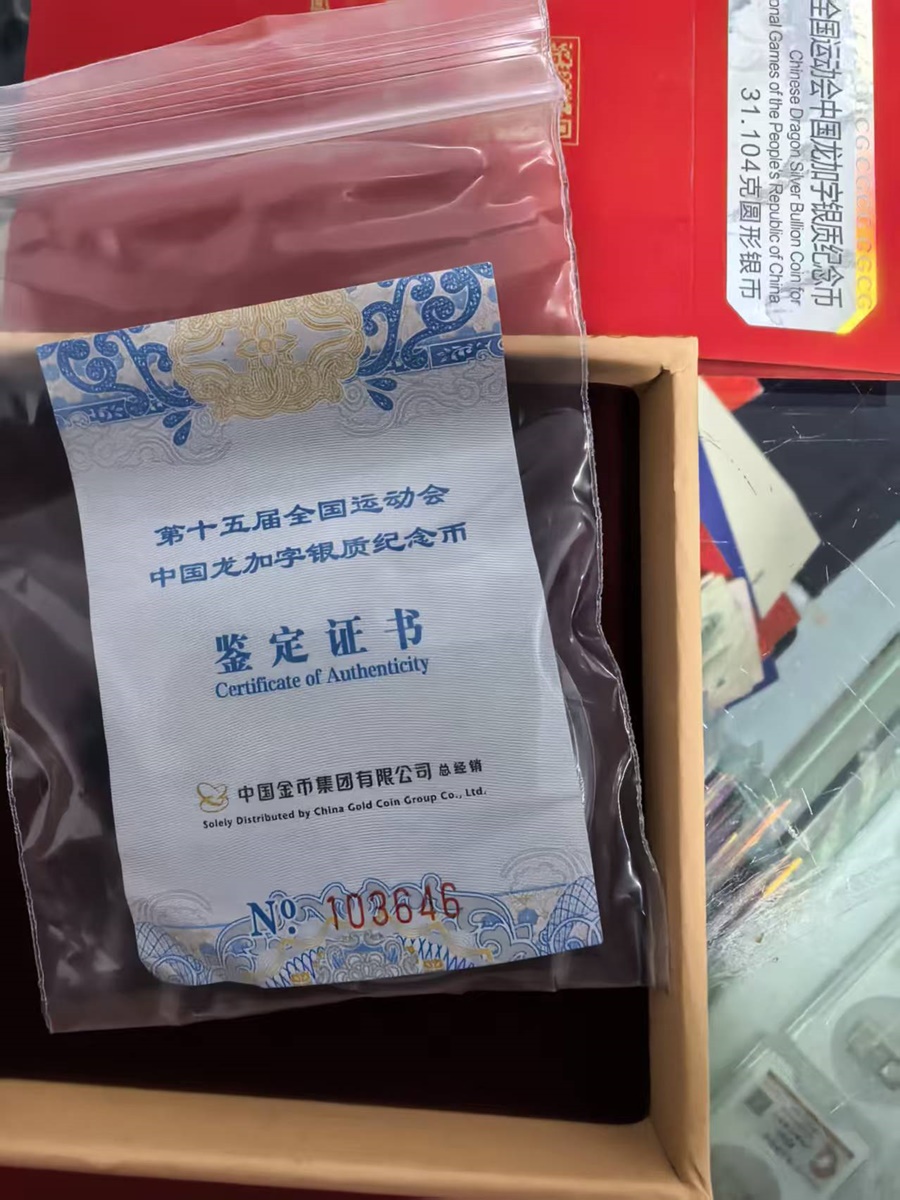 全国运动会中国龙加字银质纪念币
Chinese Dragon Silver Bullion Coin for
onal Games of the People's Republic of China
31.104克圆形银币
第十五届全国运动会
中国龙加字银质纪念币
鉴定证书
Certificate of Authenticity
中国金币集团有限公司 总经销
Solely Distributed by China Gold Coin Group Co., Ltd.
№ 103646